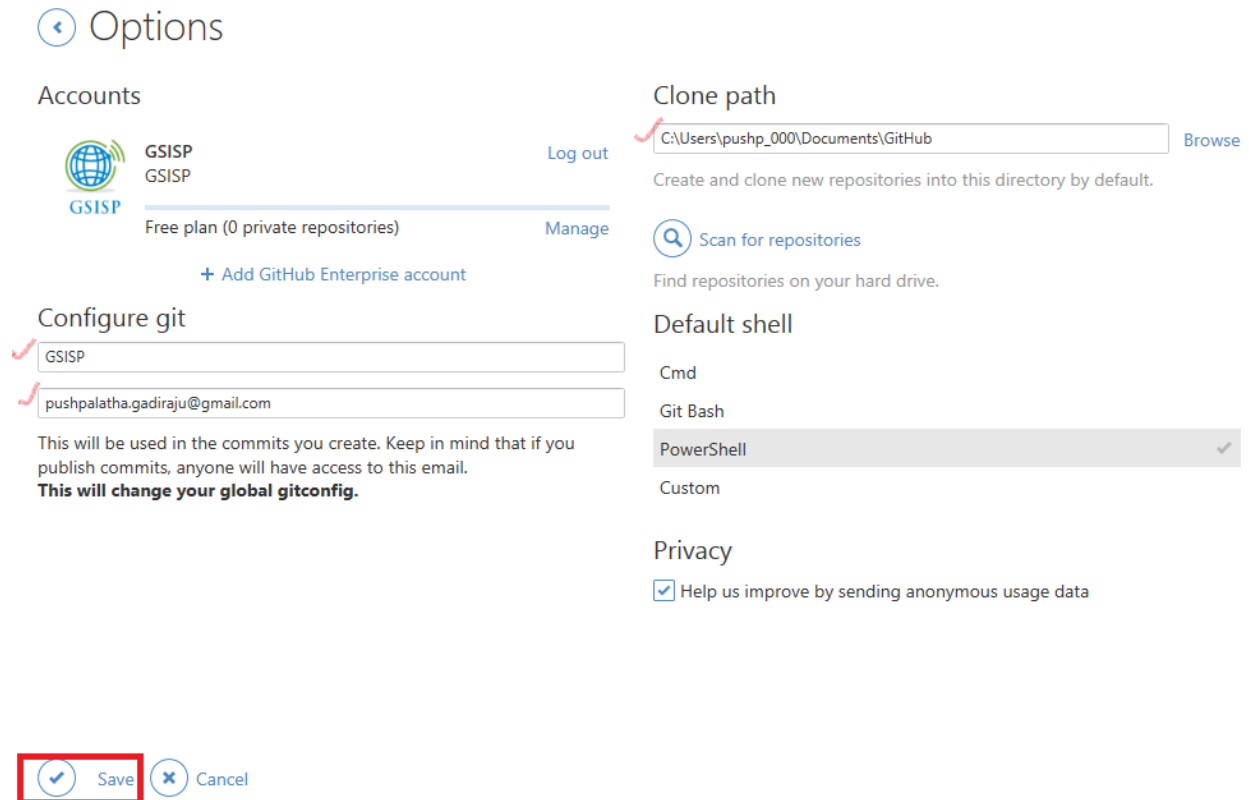 Options
Accounts
GSISP
GSISP
GSISP
Log out
Free plan (0 private repositories)
Manage
+ Add GitHub Enterprise account
Configure git
GSISP
pushpalatha.gadiraju@gmail.com
This will be used in the commits you create. Keep in mind that if you
publish commits, anyone will have access to this email.
This will change your global gitconfig.
Clone path
C:\Users\pushp_000\Documents\GitHub
Browse
Create and clone new repositories into this directory by default.
Scan for repositories
Find repositories on your hard drive.
Default shell
Cmd
Git Bash
PowerShell
Custom
Privacy
Help us improve by sending anonymous usage data
Save
Cancel